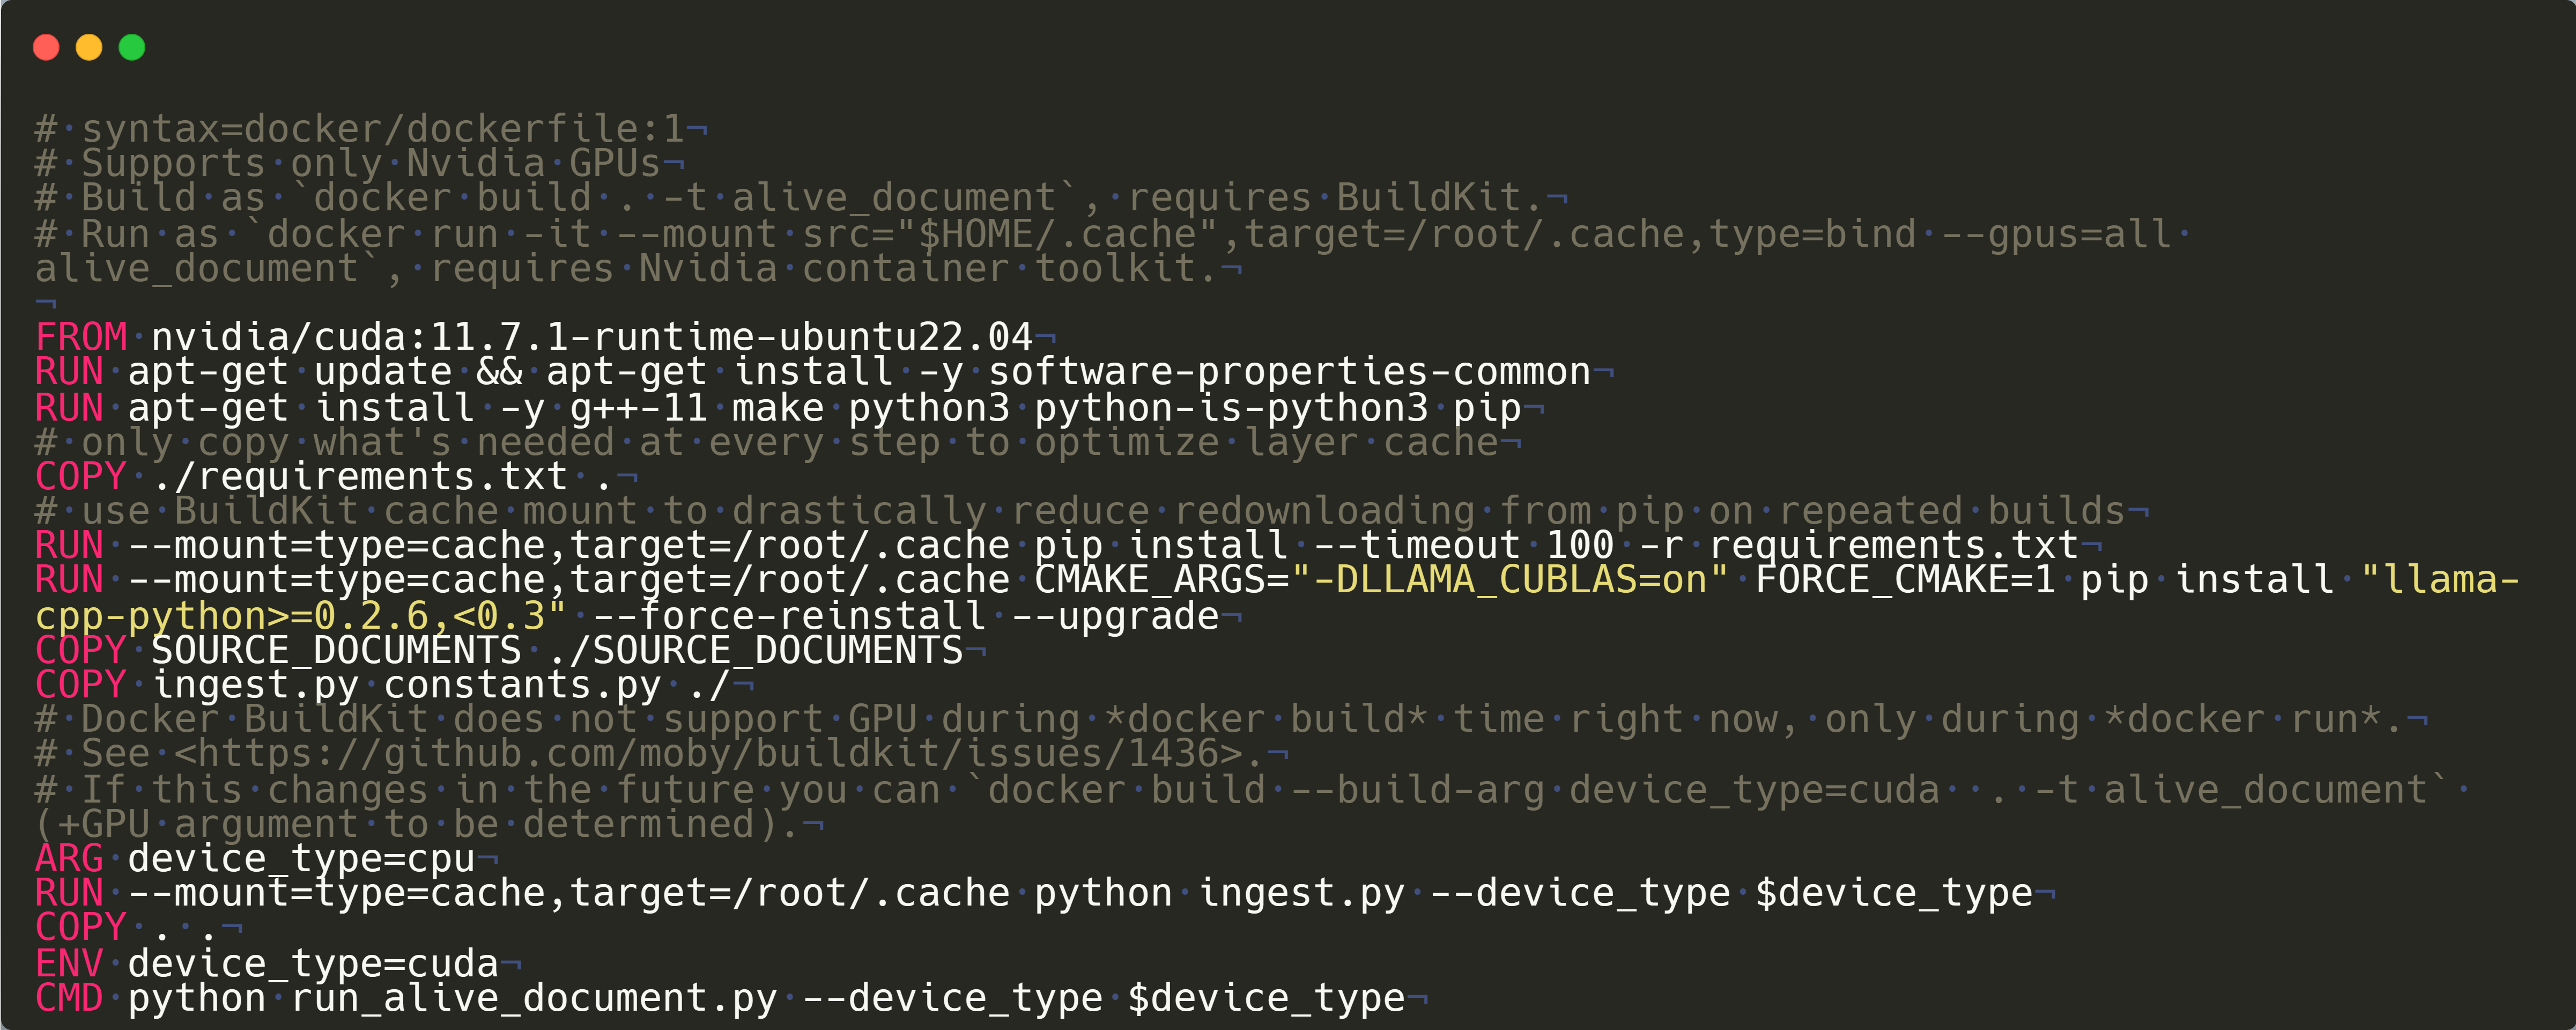 # syntax=docker/dockerfile:1
# Supports only Nvidia GPUs
# Build as `docker build . -t alive_document`, requires BuildKit.
# Run as `docker run -it --mount src="$HOME/.cache",target=/root/.cache,type=bind --gpus=all
alive_document`, requires Nvidia container toolkit.

FROM nvidia/cuda:11.7.1-runtime-ubuntu22.04
RUN apt-get update && apt-get install -y software-properties-common
RUN apt-get install -y g++-11 make python3 python-is-python3 pip
# only copy what's needed at every step to optimize layer cache
COPY ./requirements.txt .
# use BuildKit cache mount to drastically reduce redownloading from pip on repeated builds
RUN --mount=type=cache,target=/root/.cache pip install --timeout 100 -r requirements.txt
RUN --mount=type=cache,target=/root/.cache CMAKE_ARGS="-DLLAMA_CUBLAS=on" FORCE_CMAKE=1 pip install "llama-
cpp-python>=0.2.6,<0.3" --force-reinstall --upgrade
COPY SOURCE_DOCUMENTS ./SOURCE_DOCUMENTS
COPY ingest.py constants.py ./
# Docker BuildKit does not support GPU during *docker build* time right now, only during *docker run*.
# See <https://github.com/moby/buildkit/issues/1436>.
# If this changes in the future you can `docker build --build-arg device_type=cuda  . -t alive_document`
(+GPU argument to be determined).
ARG device_type=cpu
RUN --mount=type=cache,target=/root/.cache python ingest.py --device_type $device_type
COPY . .
ENV device_type=cuda
CMD python run_alive_document.py --device_type $device_type